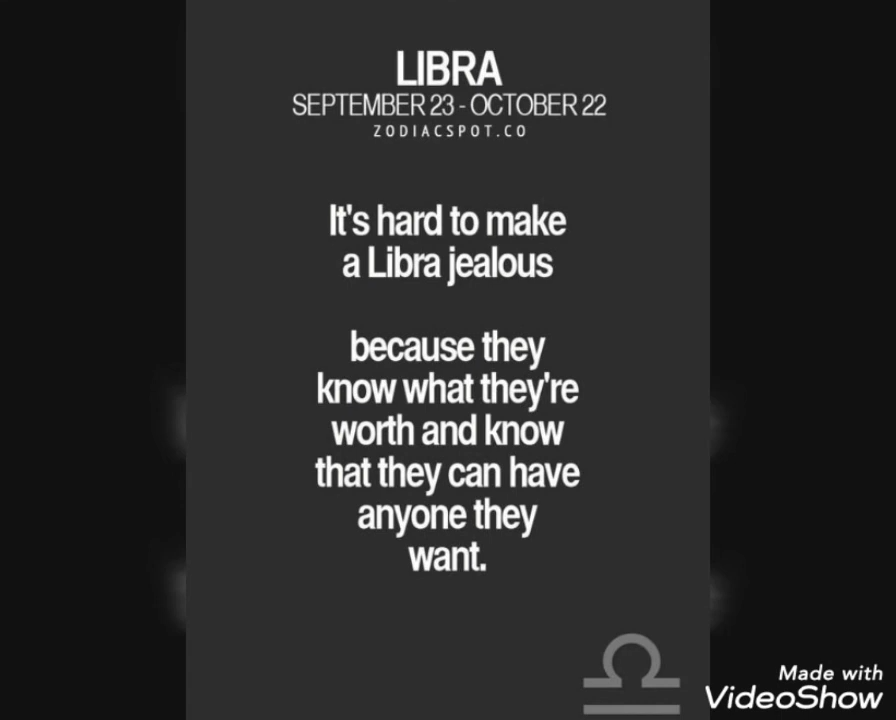 LIBRA
SEPTEMBER 23 - OCTOBER 22
ZODIACSPOT.CO
It's hard to make
a Libra jealous
because they
know what they're
worth and know
that they can have
anyone they
want.
Made with
VideoShow